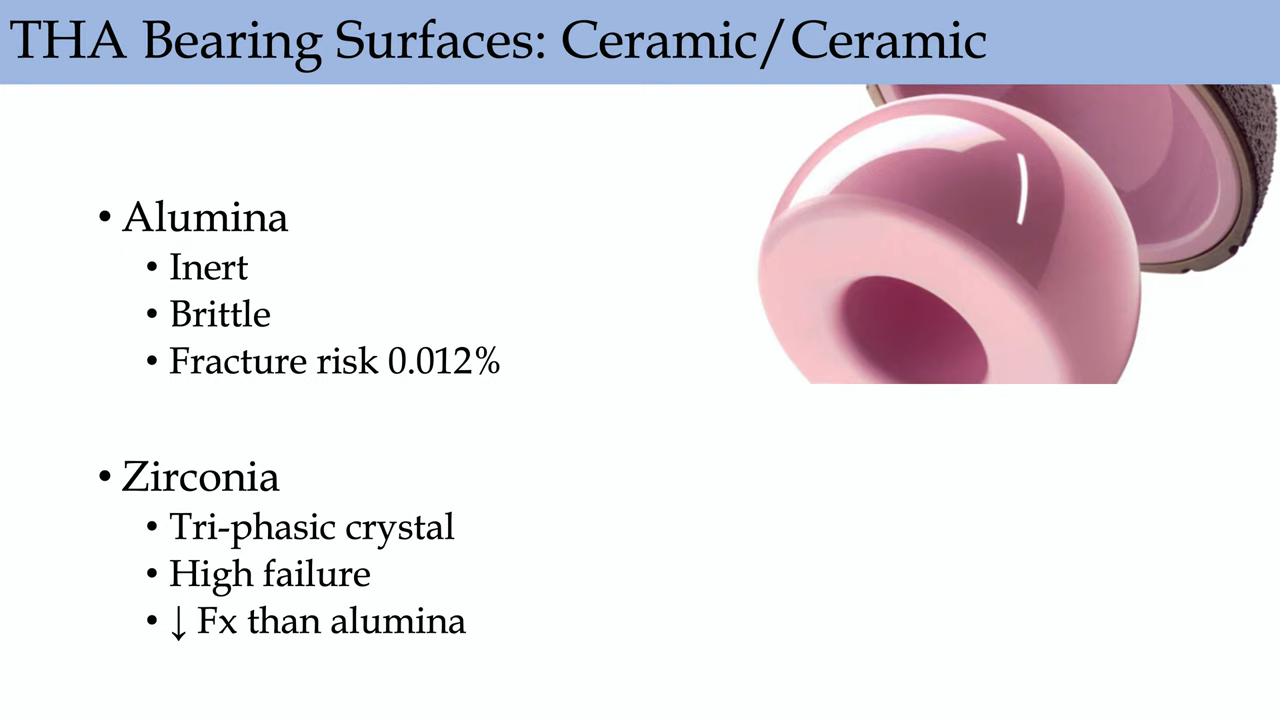 THA Bearing Surfaces: Ceramic/Ceramic
• Alumina
• Inert
• Brittle
• Fracture risk 0.012%
• Zirconia
• Tri-phasic crystal
• High failure
• ↓ Fx than alumina